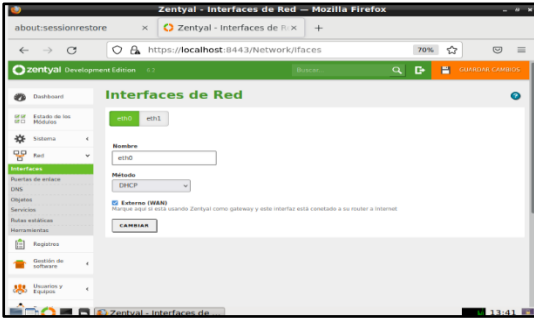 Zentyal - Interfaces de Red — Mozilla Firefox
about:sessionrestore
Zentyal - Interfaces de R
https://localhost:8443/Network/Ifaces
70%
zentyal Development Edition
Buscar
GUARDAR CAMBIOS
Dashboard
Estado de los
Módulos
Sistema
Red
Interfaces
Puertas de enlace
DNS
Objetos
Servicios
Rutas estáticas
Herramientas
Registros
Gestión de
software
Usuarios y
Equipos
Interfaces de Red
eth0 eth1
Nombre
eth0
Método
DHCP
Externo (WAN)
Marque aquí si está usando Zentyal como gateway y este interfaz está conetado a su router a Internet
CAMBIAR
Zentyal - Interfaces de ...
13:41